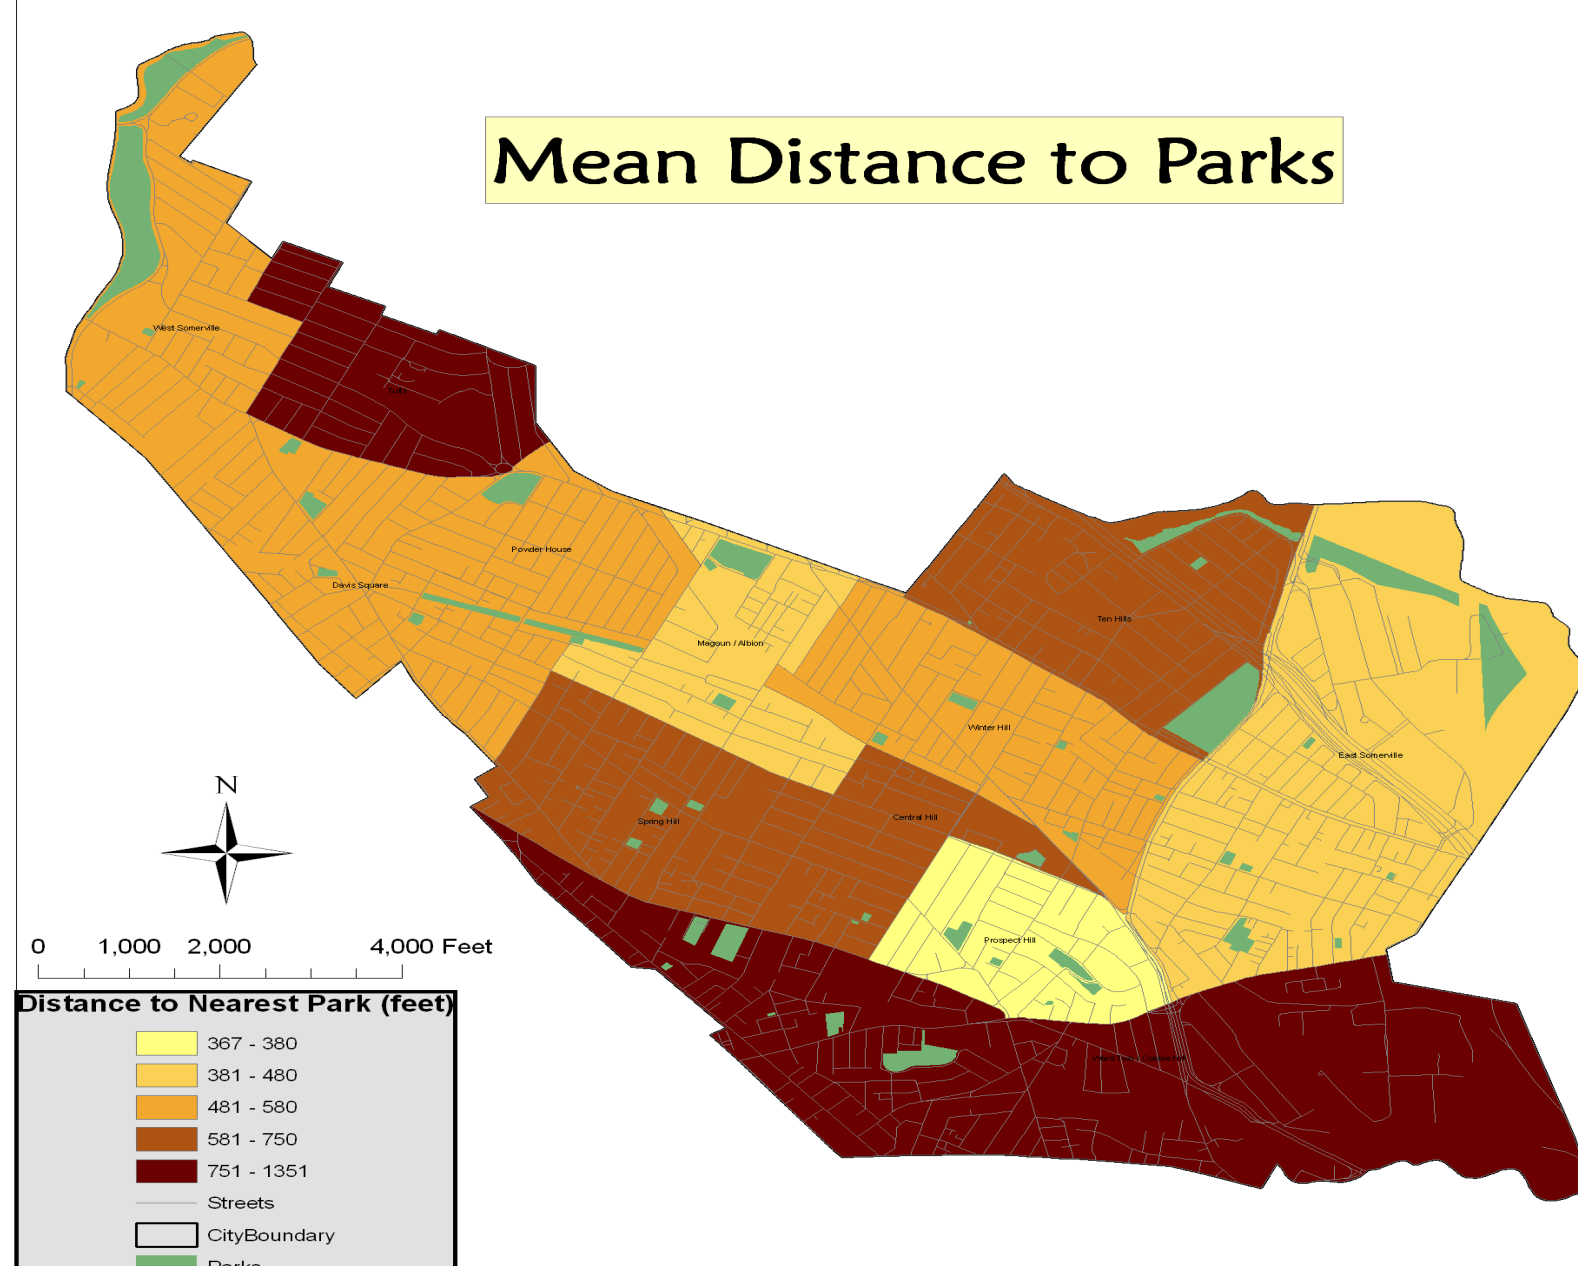 Mean Distance to Parks
West Somerville
Tufts
Powder House
Davis Square
Ten Hills
Magoun / Albion
Winter Hill
East Somerville
Central Hill
Spring Hill
Prospect Hill
N
0 1,000 2,000 4,000 Feet
Distance to Nearest Park (feet)
367 - 380
381 - 480
481 - 580
581 - 750
751 - 1351
Streets
CityBoundary
Parks